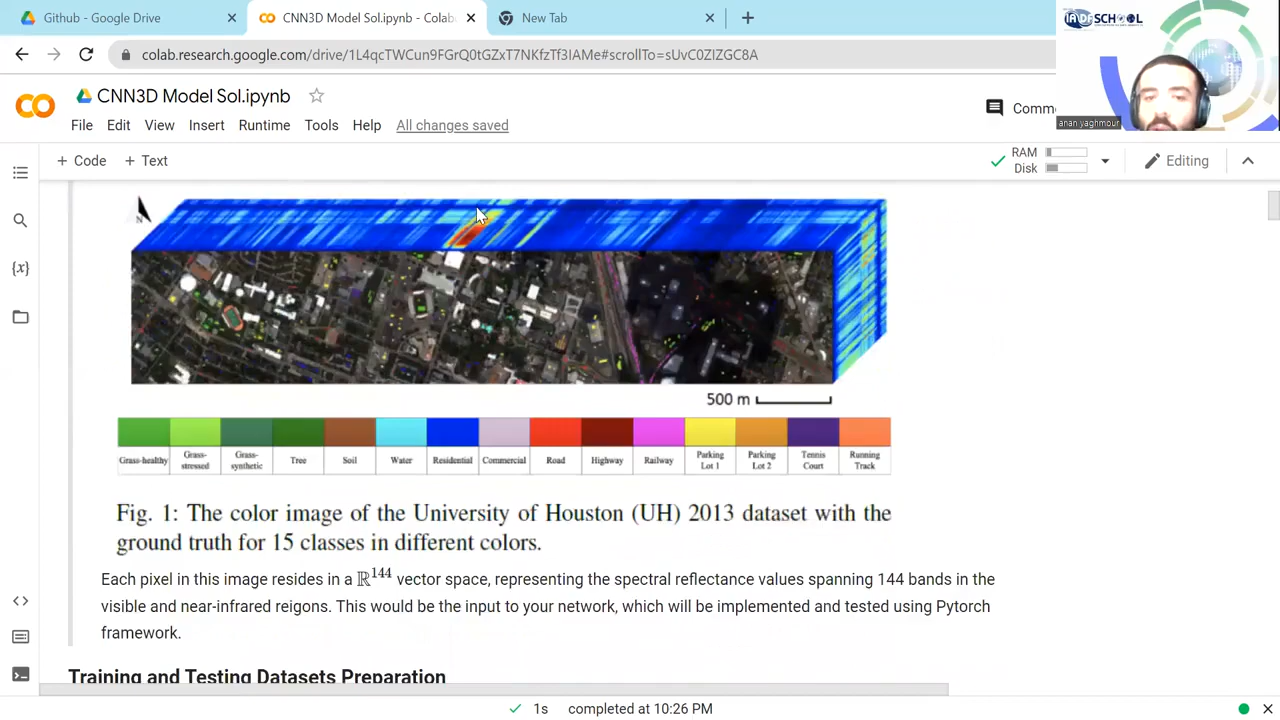 Github - Google Drive
CNN3D Model Sol.ipynb - Colab
New Tab
colab.research.google.com/drive/1L4qcTWCun9FGrQ0tGZxT7NKfzTf3IAMe#scrollTo=sUvC0ZlZGC8A
IADFSCHOOL
anan yaghmour
CNN3D Model Sol.ipynb
File Edit View Insert Runtime Tools Help All changes saved
Comme
+ Code + Text
RAM
Disk
Editing
N
500 m
Grass-healthy
Grass-stressed
Grass-synthetic
Tree
Soil
Water
Residential
Commercial
Road
Highway
Railway
Parking Lot 1
Parking Lot 2
Tennis Court
Running Track
Fig. 1: The color image of the University of Houston (UH) 2013 dataset with the
ground truth for 15 classes in different colors.
Each pixel in this image resides in a ℝ¹⁴⁴ vector space, representing the spectral reflectance values spanning 144 bands in the
visible and near-infrared reigons. This would be the input to your network, which will be implemented and tested using Pytorch
framework.
Training and Testing Datasets Preparation
1s completed at 10:26 PM